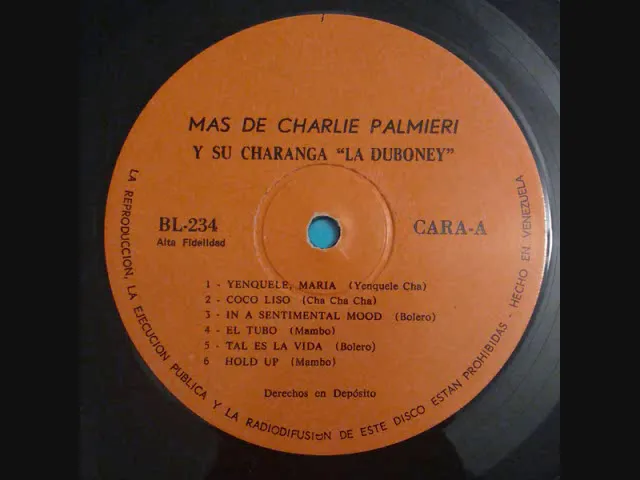 MAS DE CHARLIE PALMIERI
Y SU CHARANGA "LA DUBONEY"
BL-234
Alta Fidelidad
CARA-A
1 - YENQUELE, MARIA (Yenquele Cha)
2 - COCO LISO (Cha Cha Cha)
3 - IN A SENTIMENTAL MOOD (Bolero)
4 - EL TUBO (Mambo)
5 - TAL ES LA VIDA (Bolero)
6 HOLD UP (Mambo)
Derechos en Depósito
LA REPRODUCCION, LA EJECUCION PUBLICA Y LA RADIODIFUSION DE ESTE DISCO ESTAN PROHIBIDAS - HECHO EN VENEZUELA